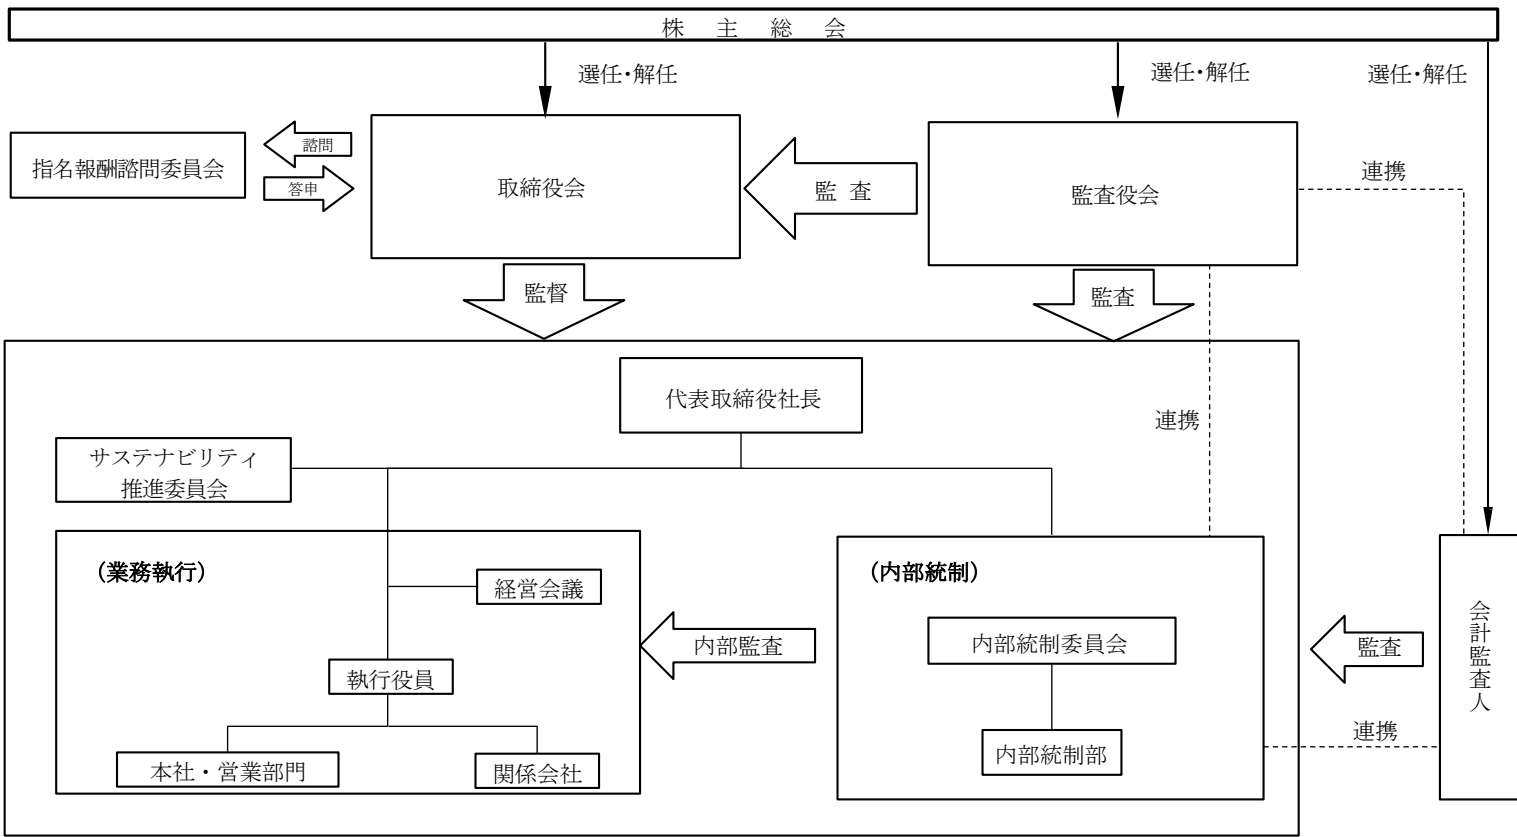 株 主 総 会
選任・解任
選任・解任
選任・解任
指名報酬諮問委員会
諮問
答申
取締役会
監 査
監査役会
連携
監督
監査
代表取締役社長
連携
サステナビリティ
推進委員会
（業務執行）
経営会議
執行役員
本社・営業部門
関係会社
内部監査
（内部統制）
内部統制委員会
内部統制部
監査
連携
会計監査人